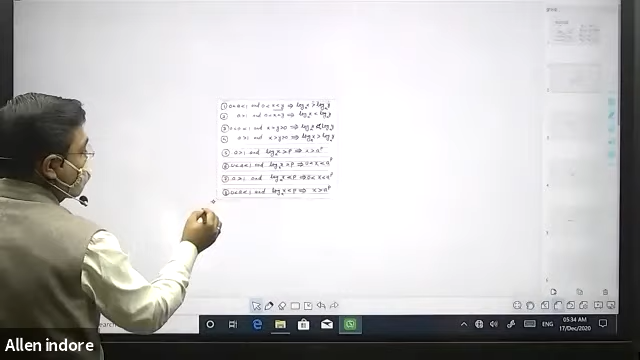 ① 0<a<1 and 0<x<y ⇒ logₐx > logₐy
② a>1 and 0<x<y ⇒ logₐx < logₐy
③ 0<a<1 and x>y>0 ⇒ logₐx < logₐy
④ a>1 and x>y>0 ⇒ logₐx > logₐy
⑤ a>1 and logₐx > p ⇒ x > aᵖ
⑥ 0<a<1 and logₐx > p ⇒ 0<x<aᵖ
⑦ a>1 and logₐx < p ⇒ 0<x<aᵖ
⑧ 0<a<1 and logₐx < p ⇒ x > aᵖ
earch
ENG
05:34 AM
17/Dec/2020
Allen indore